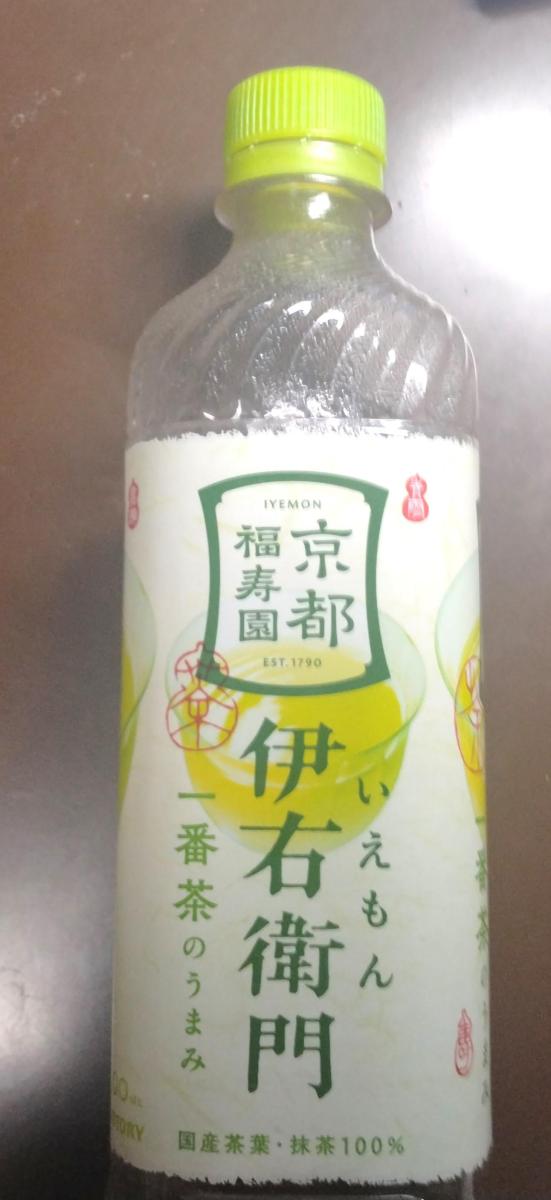 IYEMON
京都
福寿園
EST.1790
茶
伊右衛門
いえもん
一番茶のうまみ
国産茶葉・抹茶100%